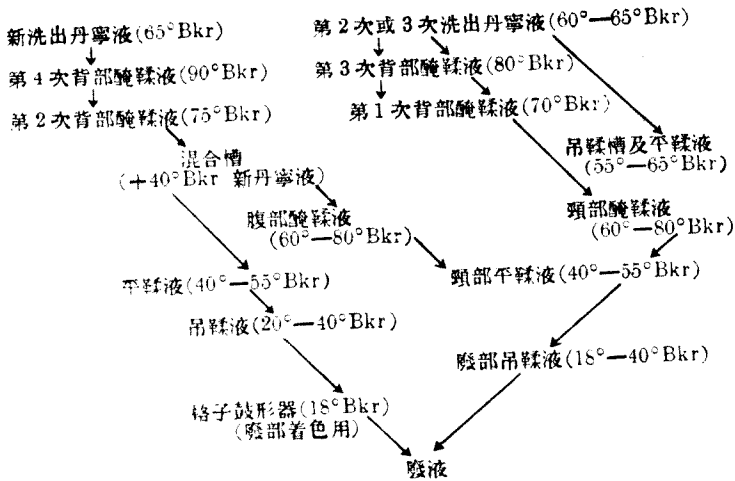 新洗出丹寧液(65°Bkr)
第4次背部醃鞣液(90°Bkr)
第2次背部醃鞣液(75°Bkr)
混合槽
(+40°Bkr 新丹寧液)
腹部醃鞣液
(60°—80°Bkr)
平鞣液(40°—55°Bkr)
吊鞣液(20°—40°Bkr)
格子鼓形器(18°Bkr)
(廢部着色用)
第2次或3次洗出丹寧液(60°—65°Bkr)
第3次背部醃鞣液(80°Bkr)
第1次背部醃鞣液(70°Bkr)
吊鞣槽及平鞣液
(55°—65°Bkr)
頸部醃鞣液
(60°—80°Bkr)
頸部平鞣液(40°—55°Bkr)
廢部吊鞣液(18°—40°Bkr)
廢液